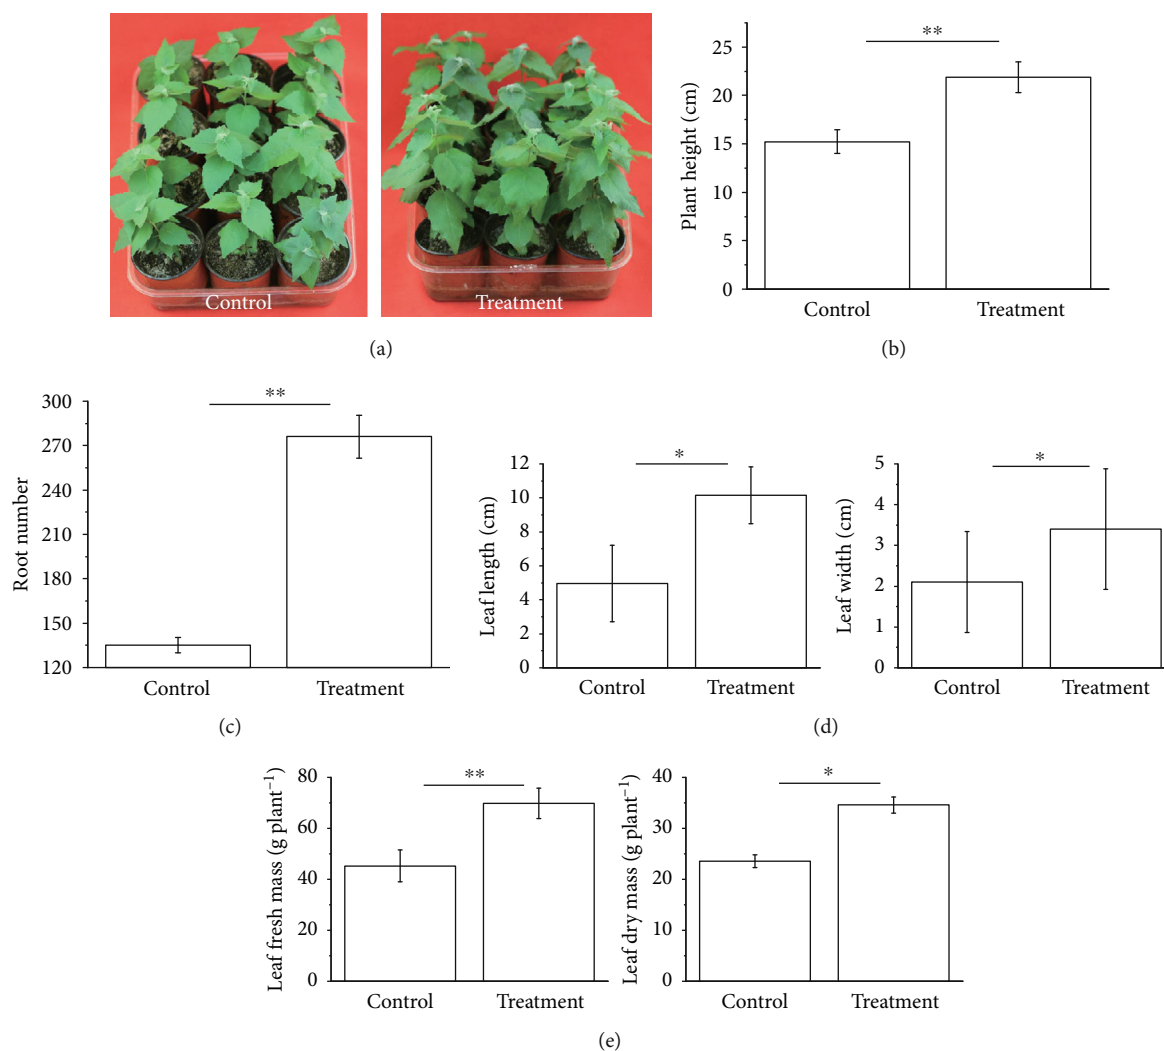 Control
Treatment
(a)
Plant height (cm)
25
20
15
10
5
0
**
Control
Treatment
(b)
Root number
300
270
240
210
180
150
120
**
Control
Treatment
(c)
Leaf length (cm)
12
10
8
6
4
2
0
*
Control
Treatment
Leaf width (cm)
5
4
3
2
1
0
*
Control
Treatment
(d)
Leaf fresh mass (g plant⁻¹)
80
60
40
20
0
**
Control
Treatment
Leaf dry mass (g plant⁻¹)
40
30
20
10
0
*
Control
Treatment
(e)